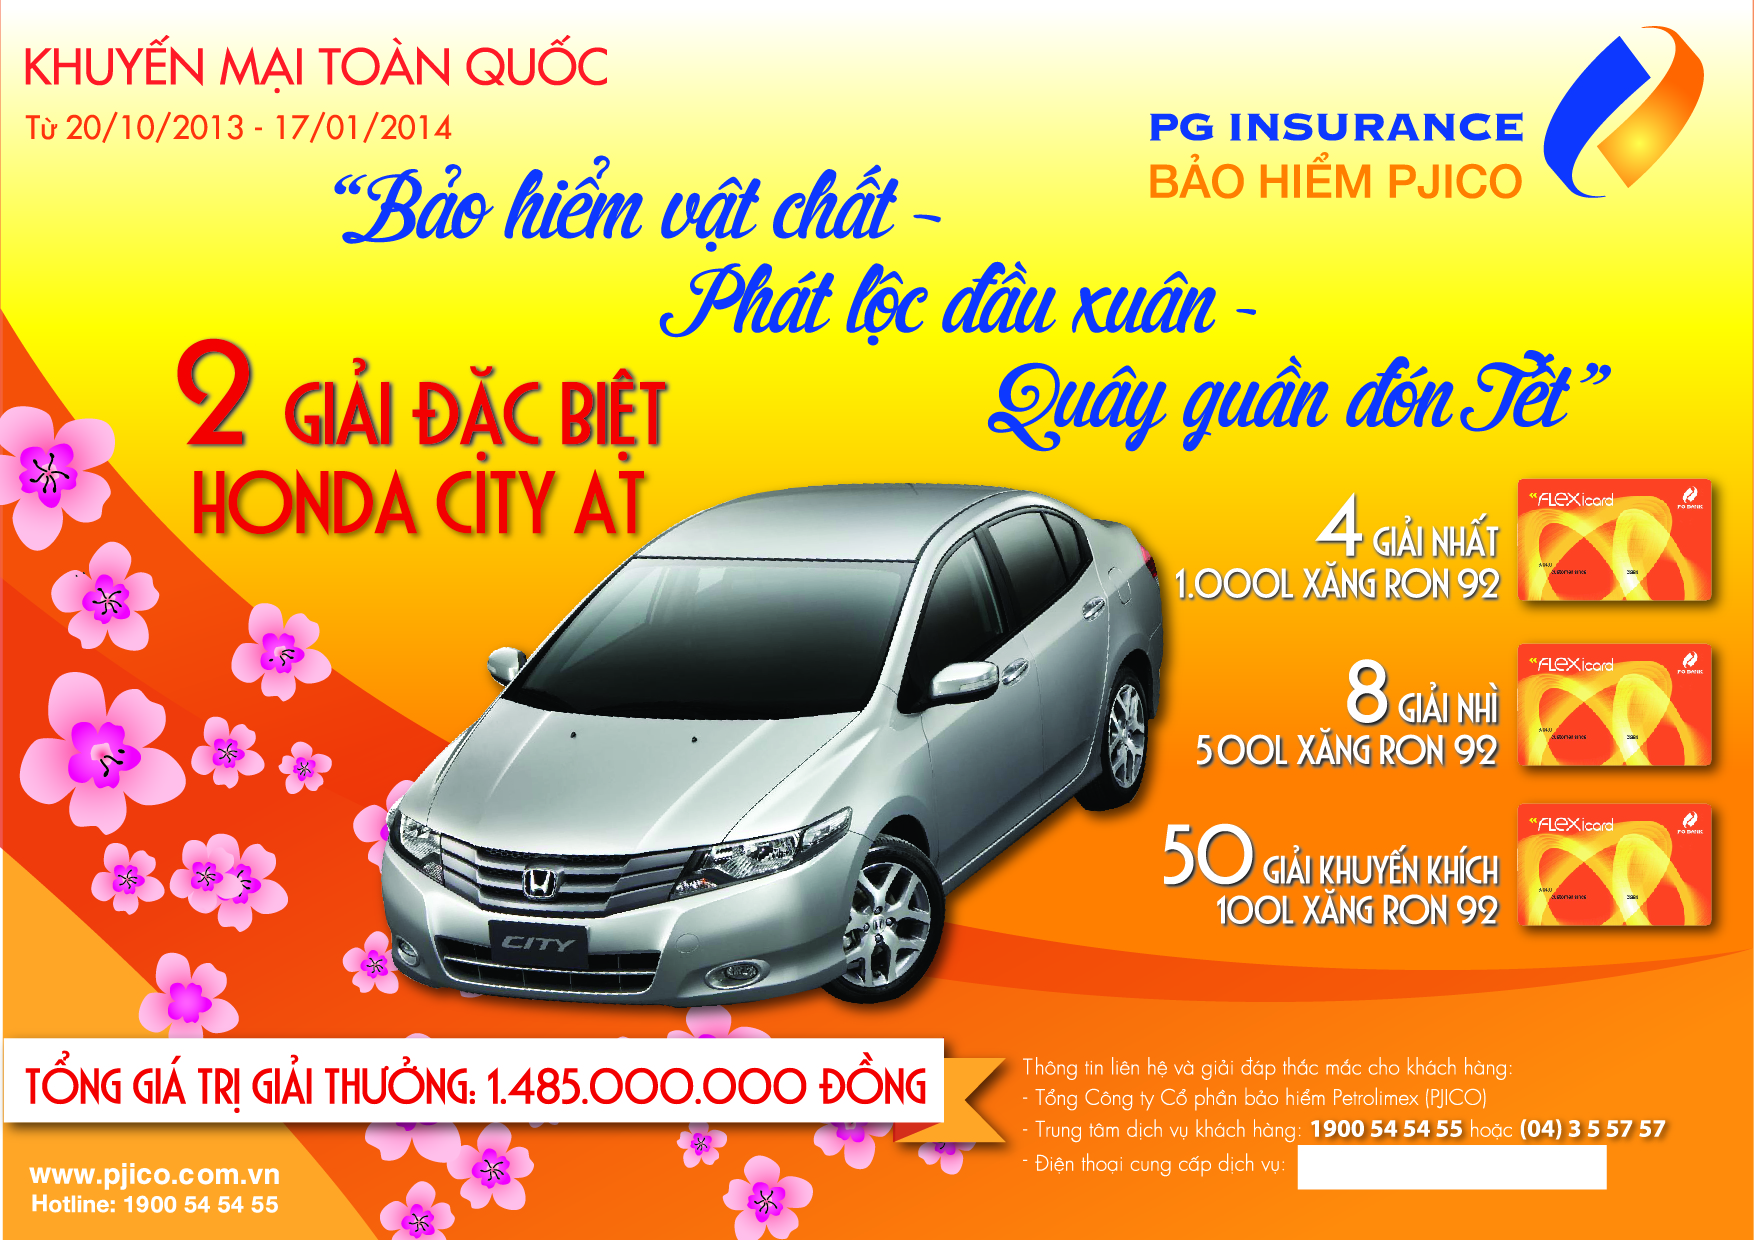 KHUYẾN MẠI TOÀN QUỐC
Từ 20/10/2013 - 17/01/2014
PG INSURANCE
BẢO HIỂM PJICO
“Bảo hiểm vật chất -
Phát lộc đầu xuân -
Quây quần đón Tết”
2 GIẢI ĐẶC BIỆT
HONDA CITY AT
4 GIẢI NHẤT
1.000L XĂNG RON 92
FLEXicard
PG BANK
8 GIẢI NHÌ
500L XĂNG RON 92
FLEXicard
PG BANK
50 GIẢI KHUYẾN KHÍCH
100L XĂNG RON 92
FLEXicard
PG BANK
CITY
TỔNG GIÁ TRỊ GIẢI THƯỞNG: 1.485.000.000 ĐỒNG
Thông tin liên hệ và giải đáp thắc mắc cho khách hàng:
- Tổng Công ty Cổ phần bảo hiểm Petrolimex (PJICO)
- Trung tâm dịch vụ khách hàng: 1900 54 54 55 hoặc (04) 3 5 57 57
- Điện thoại cung cấp dịch vụ:
www.pjico.com.vn
Hotline: 1900 54 54 55